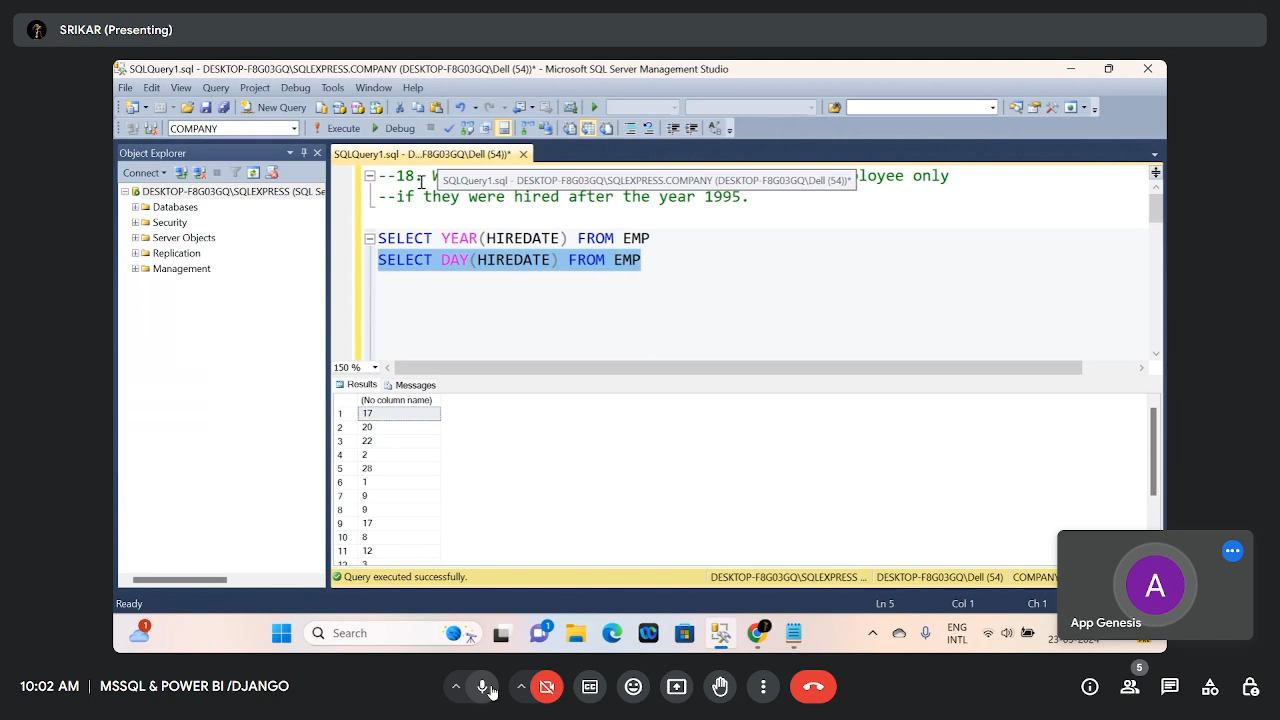 SRIKAR (Presenting)
SQLQuery1.sql - DESKTOP-F8G03GQ\SQLEXPRESS.COMPANY (DESKTOP-F8G03GQ\Dell (54))* - Microsoft SQL Server Management Studio
File Edit View Query Project Debug Tools Window Help
New Query
COMPANY Execute Debug
Object Explorer
SQLQuery1.sql - D...F8G03GQ\Dell (54))*
Connect
DESKTOP-F8G03GQ\SQLEXPRESS (SQL Se
Databases
Security
Server Objects
Replication
Management
--18. loyee only
SQLQuery1.sql - DESKTOP-F8G03GQ\SQLEXPRESS.COMPANY (DESKTOP-F8G03GQ\Dell (54))*
--if they were hired after the year 1995.
SELECT YEAR(HIREDATE) FROM EMP
SELECT DAY(HIREDATE) FROM EMP
150 %
Results Messages
(No column name)
1 17
2 20
3 22
4 2
5 28
6 1
7 9
8 9
9 17
10 8
11 12
12 3
Query executed successfully. DESKTOP-F8G03GQ\SQLEXPRESS ... DESKTOP-F8G03GQ\Dell (54) COMPAN
Ready Ln 5 Col 1 Ch 1
A
App Genesis
1 Search 1 7 ENG
INTL
5
10:02 AM | MSSQL & POWER BI /DJANGO